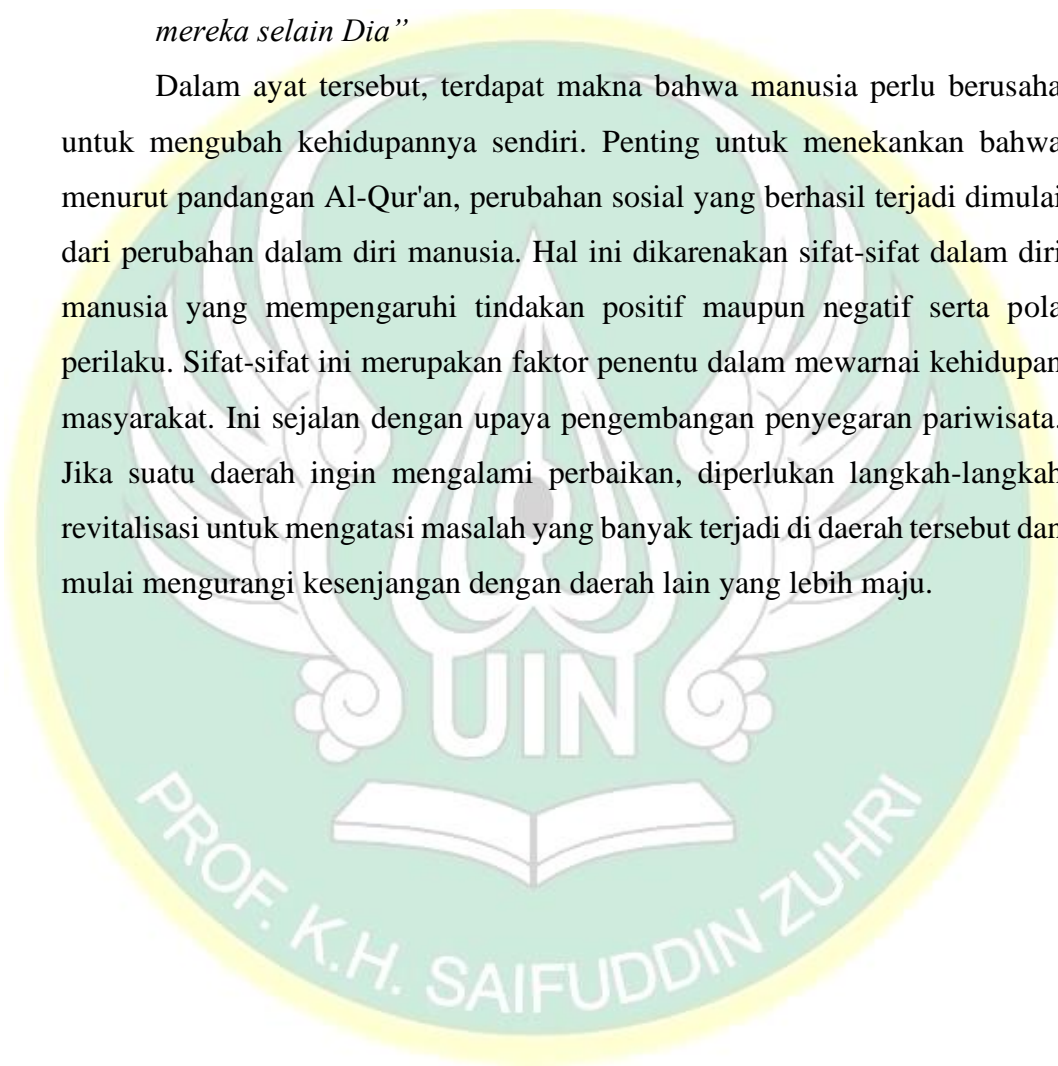 mereka selain Dia”
Dalam ayat tersebut, terdapat makna bahwa manusia perlu berusaha
untuk mengubah kehidupannya sendiri. Penting untuk menekankan bahwa
menurut pandangan Al-Qur'an, perubahan sosial yang berhasil terjadi dimulai
dari perubahan dalam diri manusia. Hal ini dikarenakan sifat-sifat dalam diri
manusia yang mempengaruhi tindakan positif maupun negatif serta pola
perilaku. Sifat-sifat ini merupakan faktor penentu dalam mewarnai kehidupan
masyarakat. Ini sejalan dengan upaya pengembangan penyegaran pariwisata.
Jika suatu daerah ingin mengalami perbaikan, diperlukan langkah-langkah
revitalisasi untuk mengatasi masalah yang banyak terjadi di daerah tersebut dan
mulai mengurangi kesenjangan dengan daerah lain yang lebih maju.
UIN
PROF. K.H. SAIFUDDIN ZUHRI